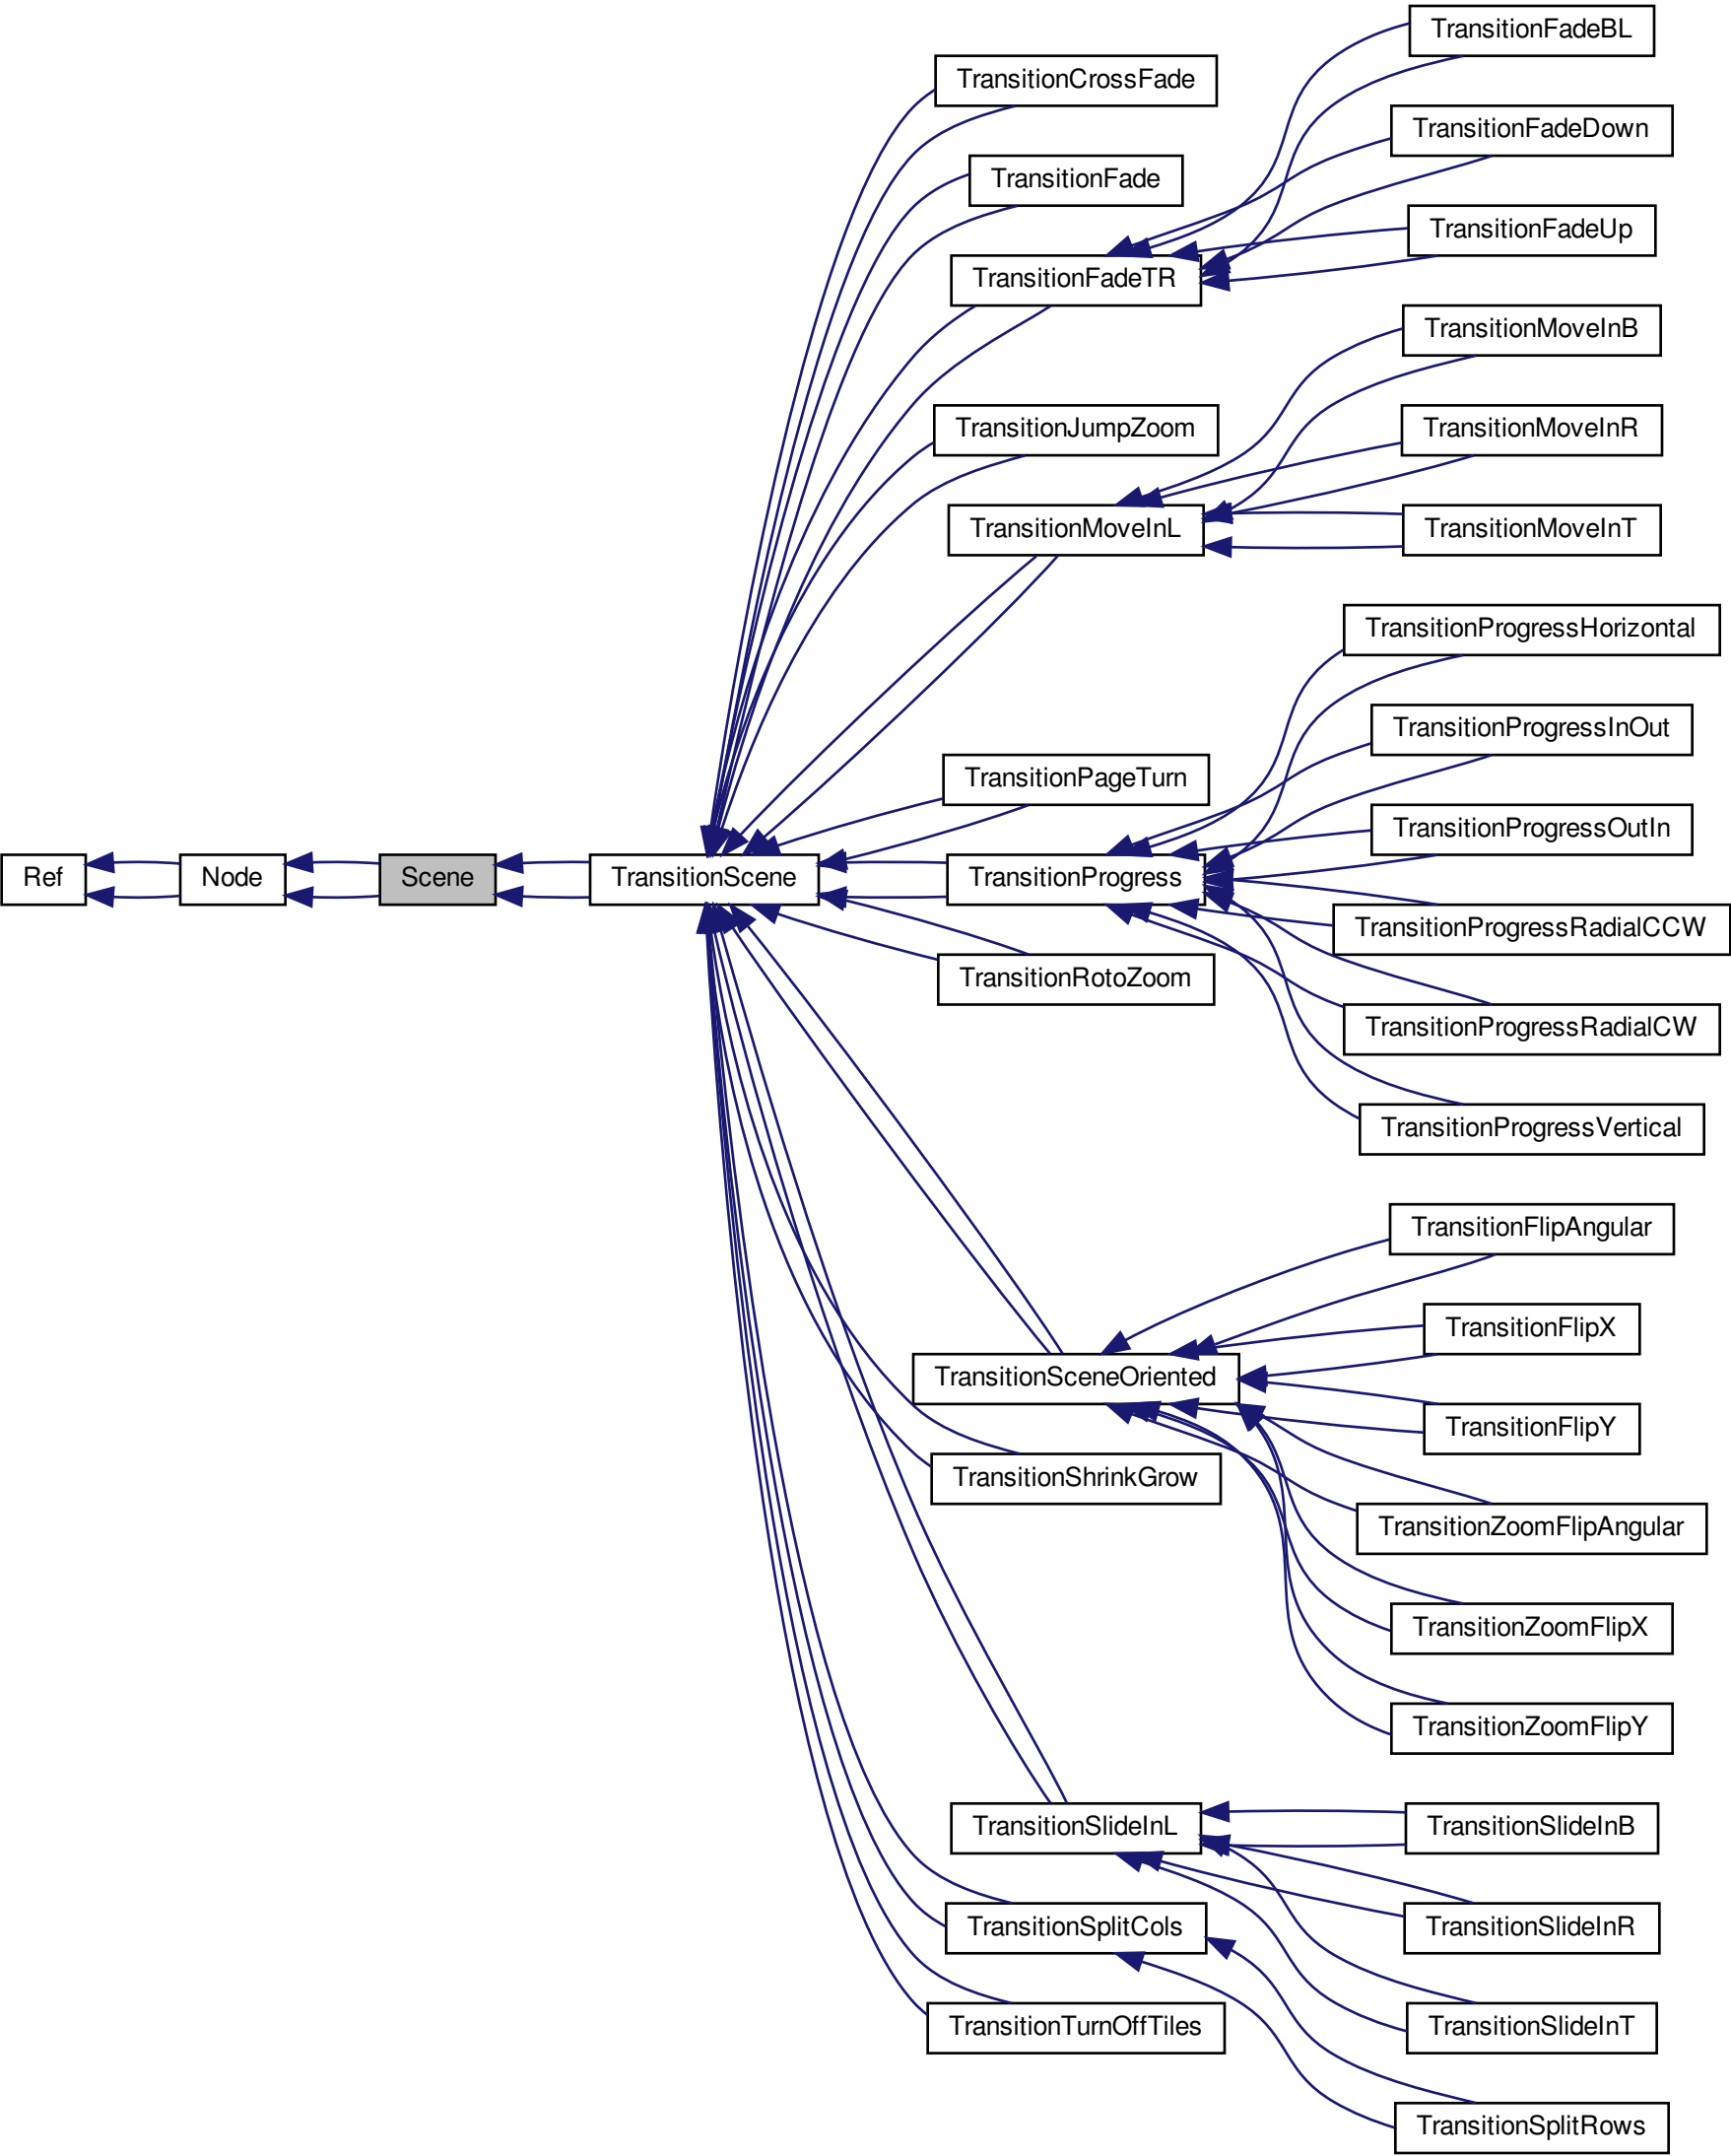 TransitionFadeBL
TransitionCrossFade
TransitionFadeDown
TransitionFade
TransitionFadeUp
TransitionFadeTR
TransitionMoveInB
TransitionJumpZoom
TransitionMoveInR
TransitionMoveInL
TransitionMoveInT
TransitionProgressHorizontal
TransitionProgressInOut
TransitionPageTurn
TransitionProgressOutIn
Ref
Node
Scene
TransitionScene
TransitionProgress
TransitionProgressRadialCCW
TransitionRotoZoom
TransitionProgressRadialCW
TransitionProgressVertical
TransitionFlipAngular
TransitionFlipX
TransitionSceneOriented
TransitionFlipY
TransitionShrinkGrow
TransitionZoomFlipAngular
TransitionZoomFlipX
TransitionZoomFlipY
TransitionSlideInL
TransitionSlideInB
TransitionSplitCols
TransitionSlideInR
TransitionTurnOffTiles
TransitionSlideInT
TransitionSplitRows